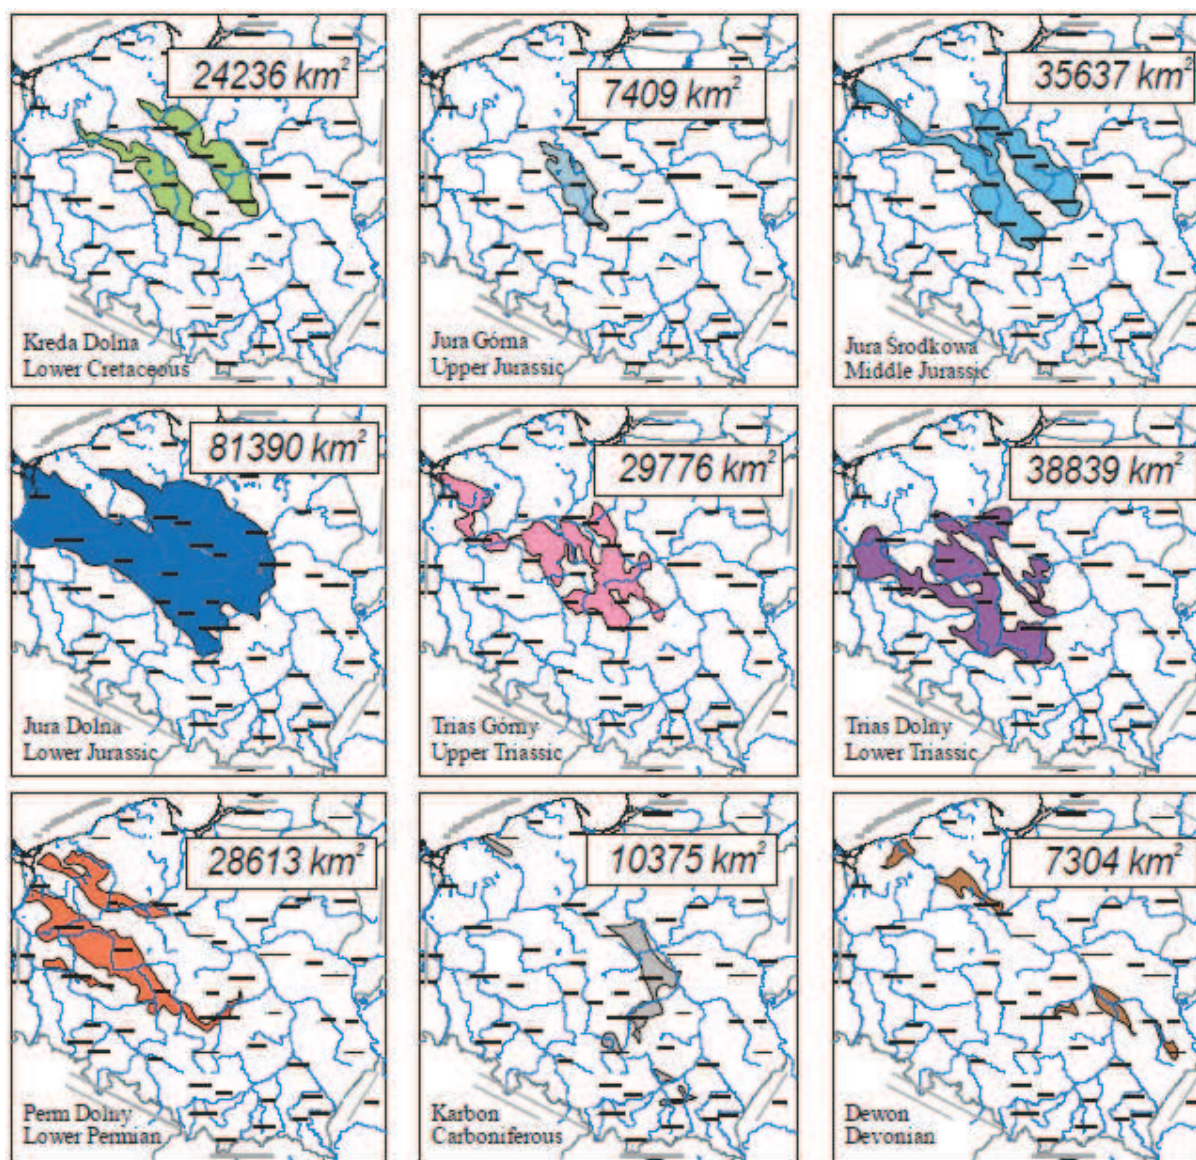 24236 km²
Kreda Dolna
Lower Cretaceous
7409 km²
Jura Górna
Upper Jurassic
35637 km²
Jura Środkowa
Middle Jurassic
81390 km²
Jura Dolna
Lower Jurassic
29776 km²
Trias Górny
Upper Triassic
38839 km²
Trias Dolny
Lower Triassic
28613 km²
Perm Dolny
Lower Permian
10375 km²
Karbon
Carboniferous
7304 km²
Dewon
Devonian